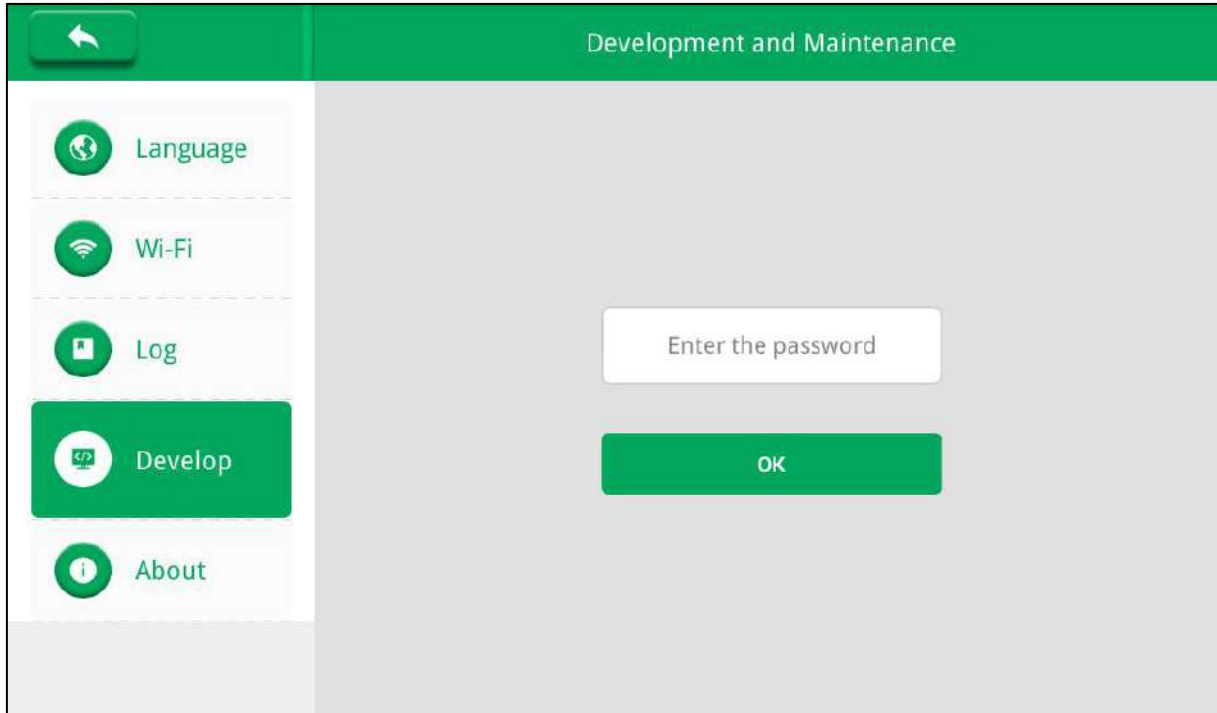 Development and Maintenance
Language
Wi-Fi
Log
Develop
About
Enter the password
OK